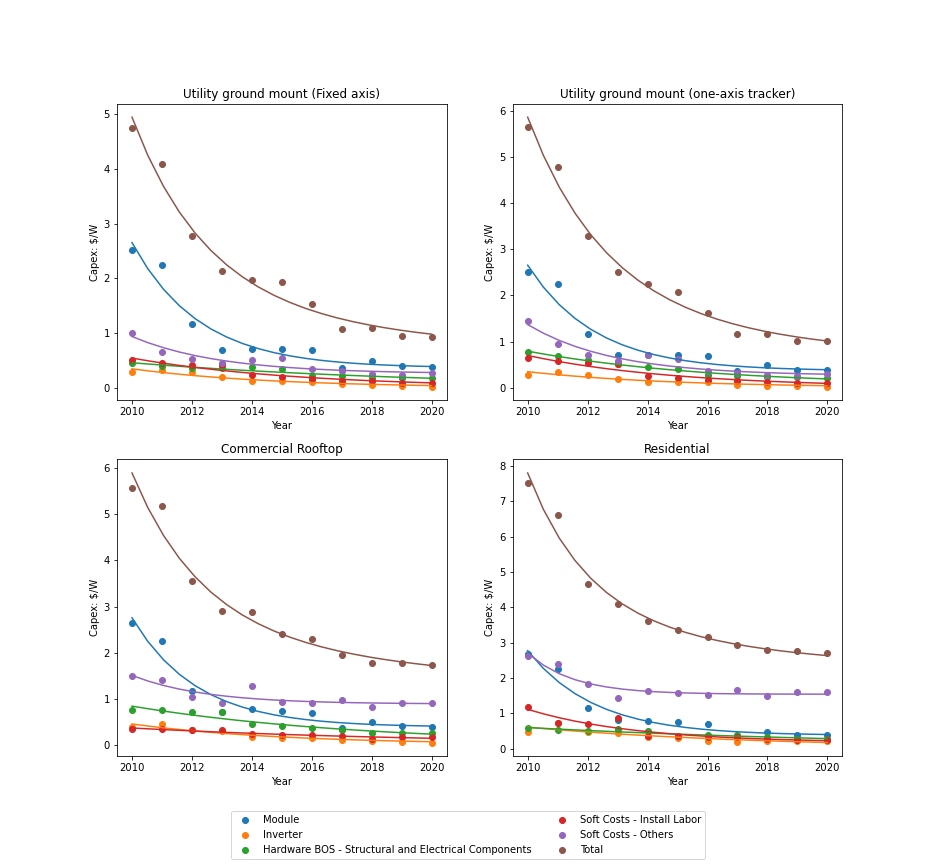 Utility ground mount (Fixed axis)
Utility ground mount (one-axis tracker)
5
4
3
2
1
0
Capex: $/W
2010 2012 2014 2016 2018 2020
Year
6
5
4
3
2
1
0
Capex: $/W
2010 2012 2014 2016 2018 2020
Year
Commercial Rooftop
Residential
6
5
4
3
2
1
0
Capex: $/W
2010 2012 2014 2016 2018 2020
Year
8
7
6
5
4
3
2
1
0
Capex: $/W
2010 2012 2014 2016 2018 2020
Year
Module
Inverter
Hardware BOS - Structural and Electrical Components
Soft Costs - Install Labor
Soft Costs - Others
Total